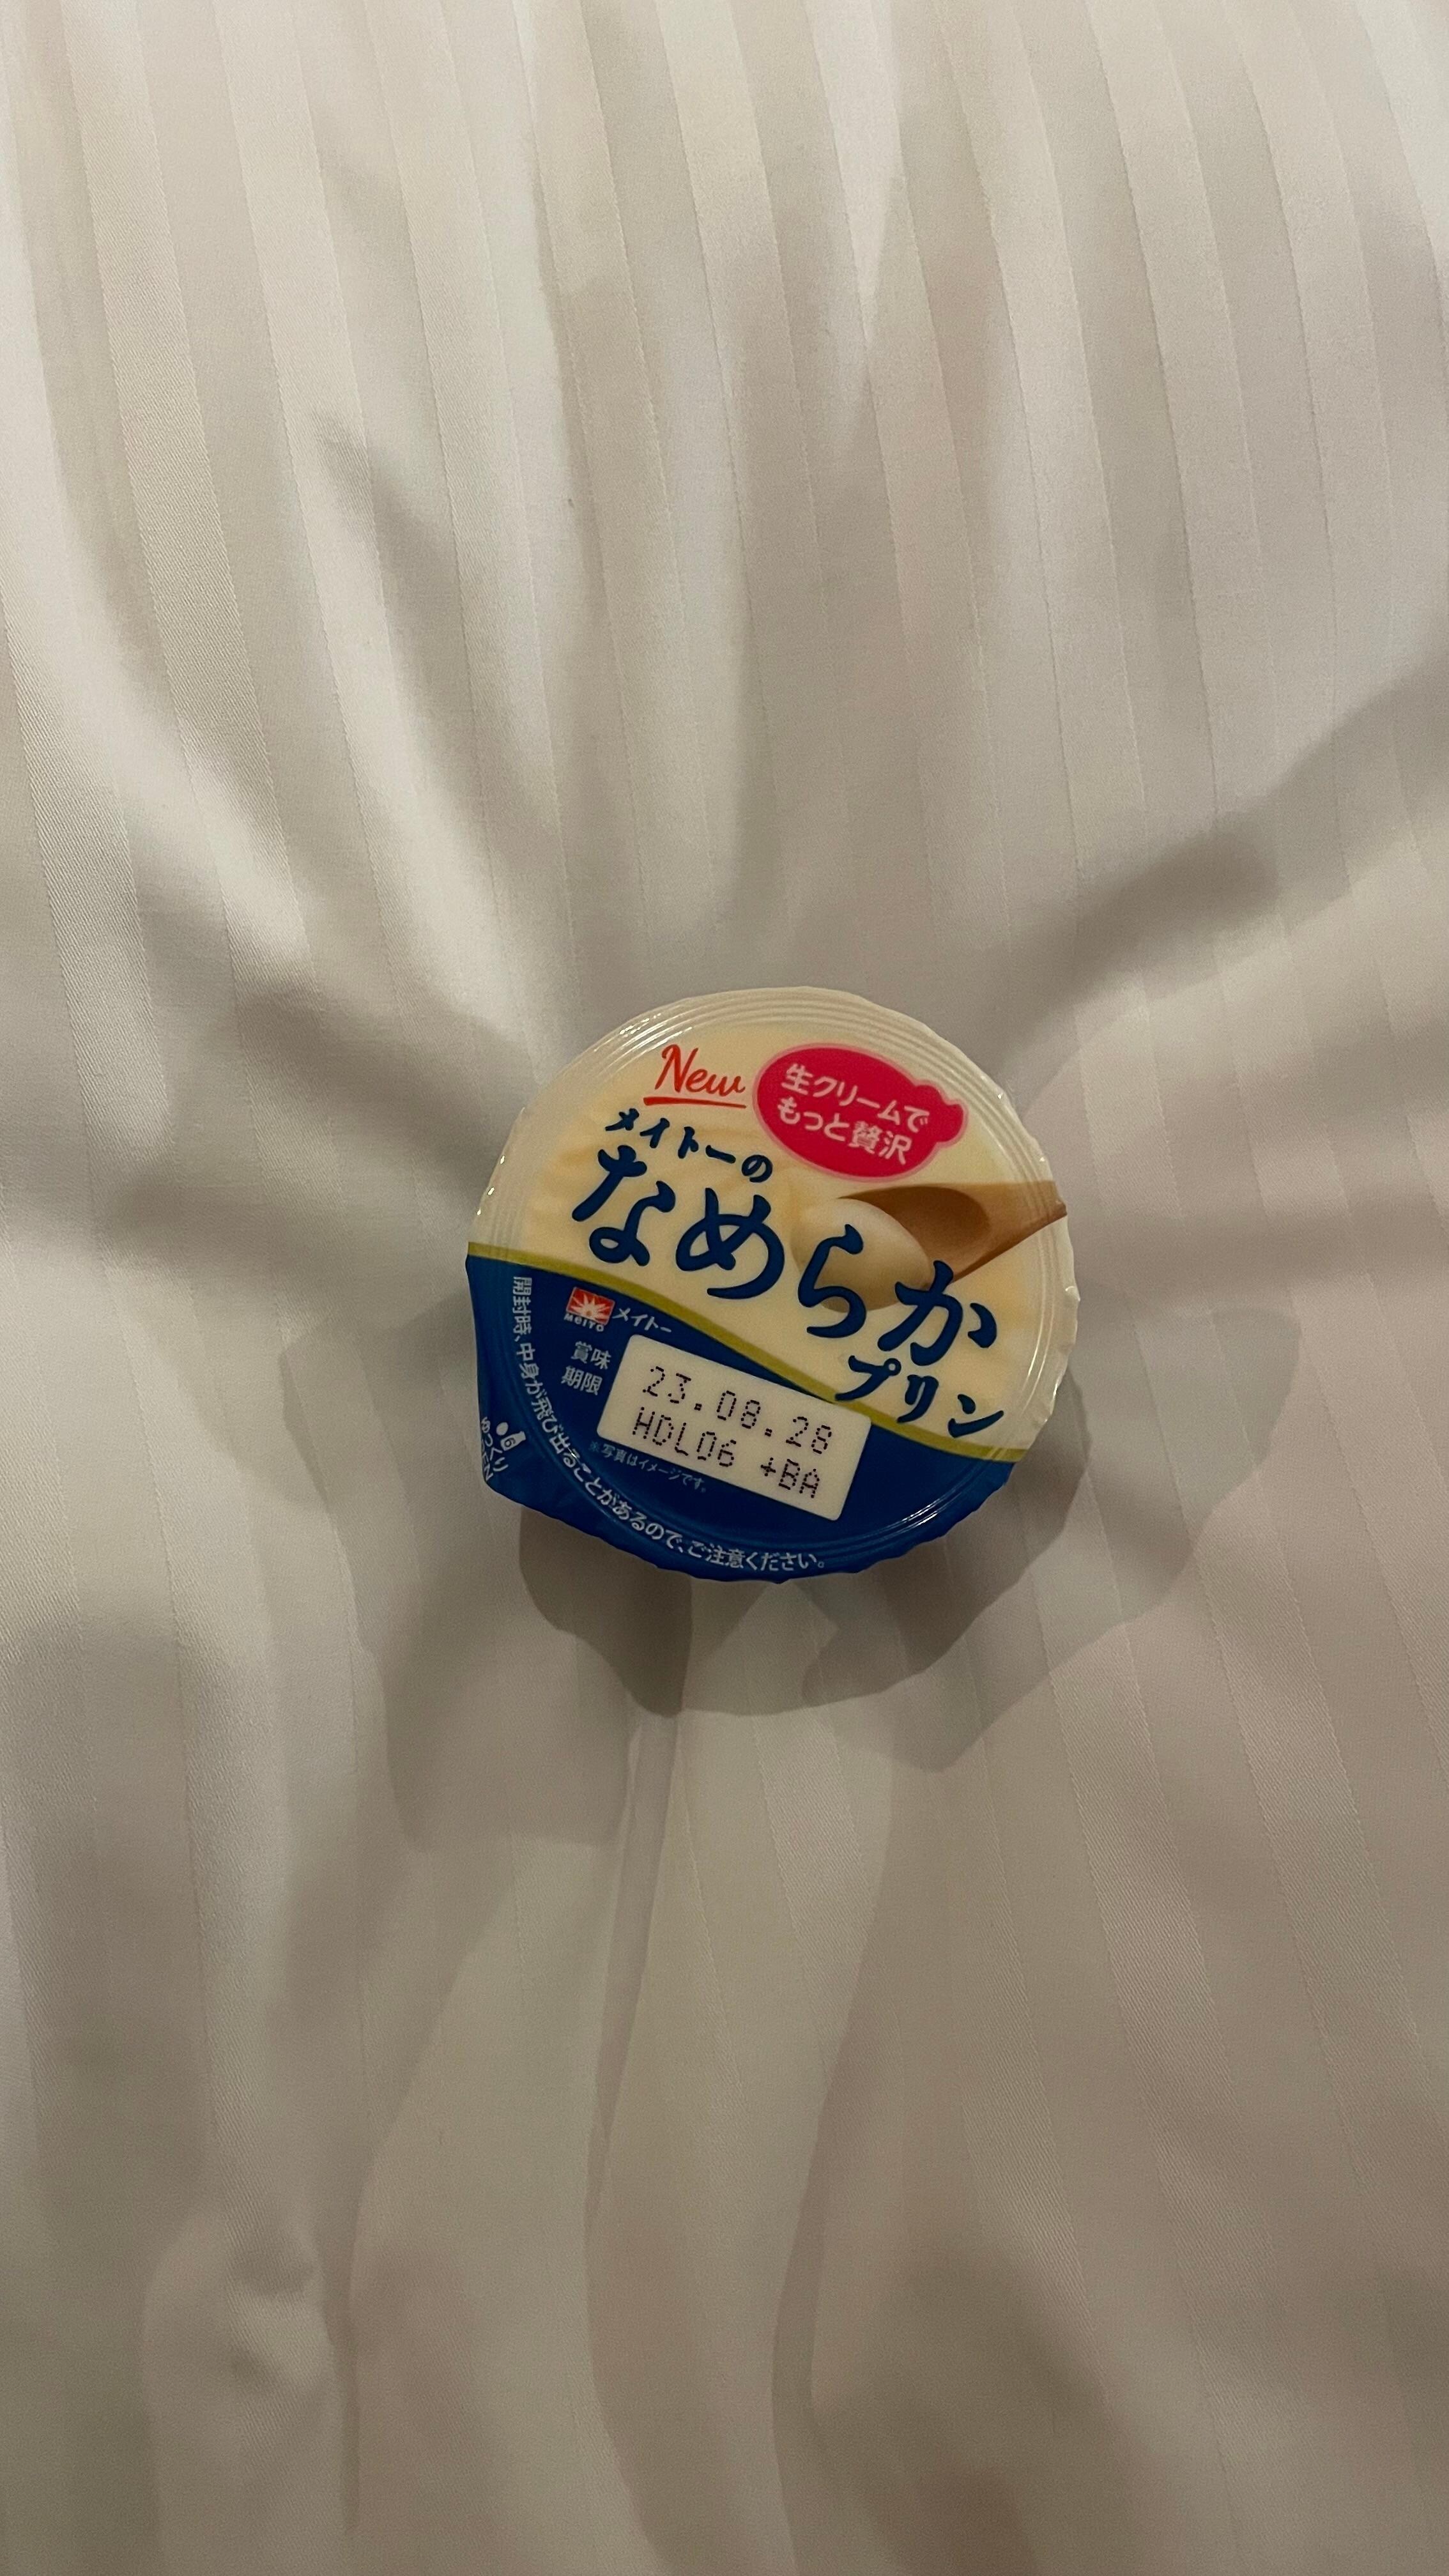 New
生クリームで
もっと贅沢
メイトーの
なめらか
プリン
MEITO メイトー
賞味
期限
23.08.28
HDL06 +BA
※写真はイメージです。
開封時、中身が飛び出ることがあるので、ご注意ください。